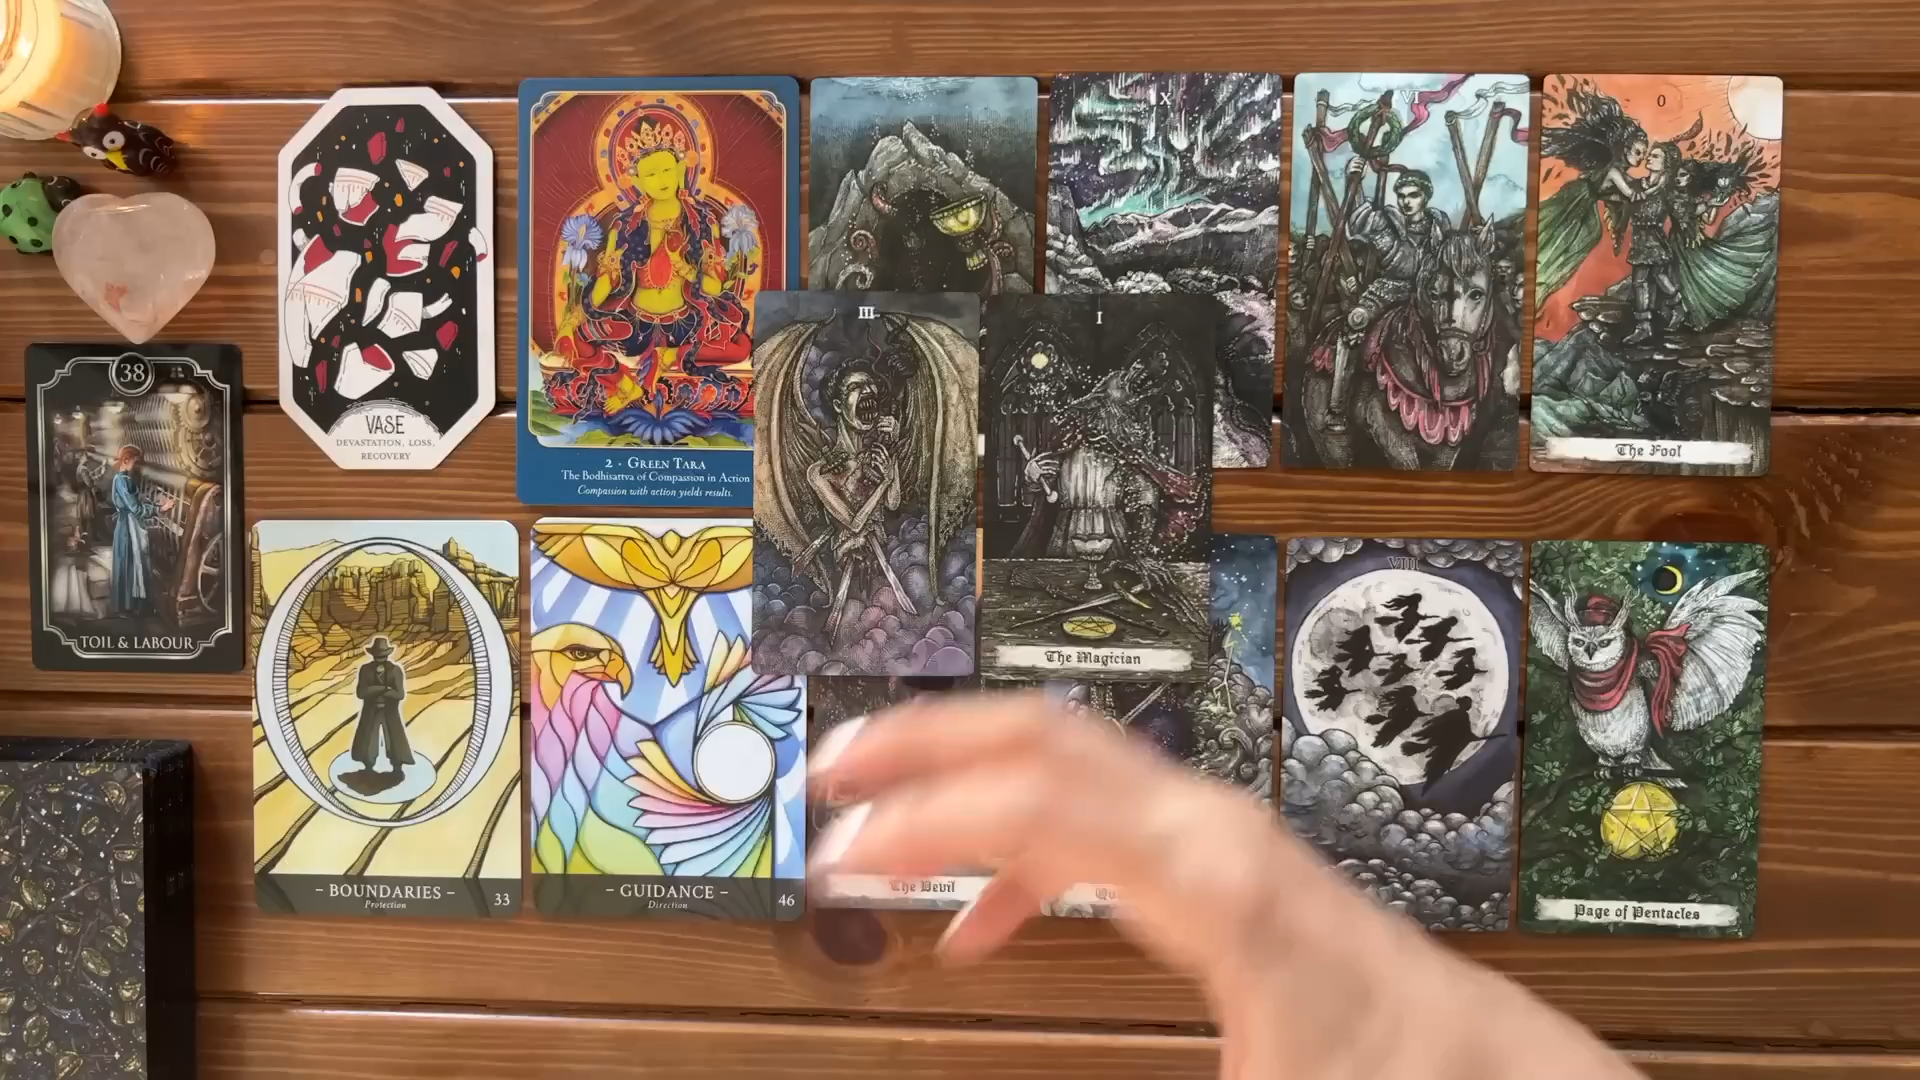 38
TOIL & LABOUR
VASE
DEVASTATION, LOSS,
RECOVERY
2 · GREEN TARA
The Bodhisattva of Compassion in Action
Compassion with action yields results.
IX
VI
0
The Fool
III
I
The Magician
- BOUNDARIES -
Protection
33
- GUIDANCE -
Direction
46
The Devil
VIII
Page of Pentacles